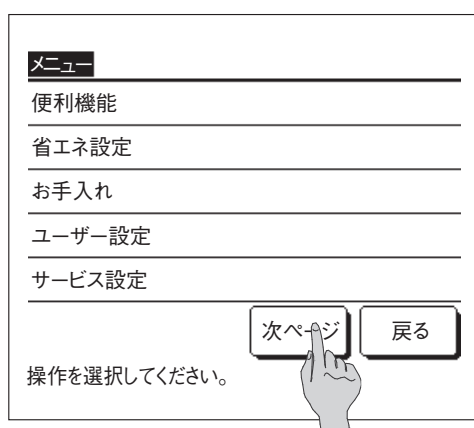 メニュー
便利機能
省エネ設定
お手入れ
ユーザー設定
サービス設定
次ページ 戻る
操作を選択してください。